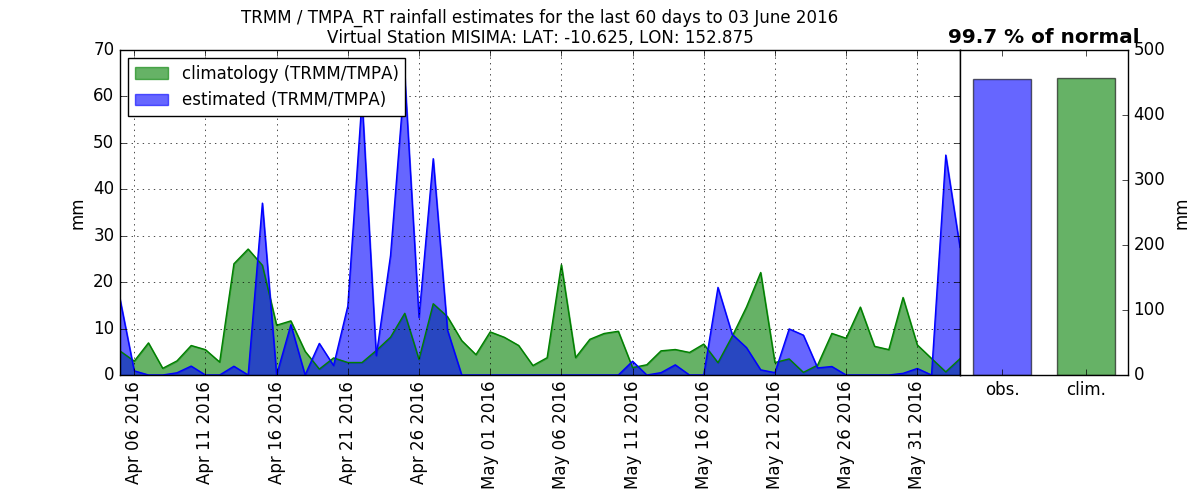 TRMM / TMPA_RT rainfall estimates for the last 60 days to 03 June 2016
Virtual Station MISIMA: LAT: -10.625, LON: 152.875
99.7 % of normal
climatology (TRMM/TMPA)
estimated (TRMM/TMPA)
70
60
50
40
30
20
10
0
mm
Apr 06 2016
Apr 11 2016
Apr 16 2016
Apr 21 2016
Apr 26 2016
May 01 2016
May 06 2016
May 11 2016
May 16 2016
May 21 2016
May 26 2016
May 31 2016
obs.
clim.
500
400
300
200
100
0
mm